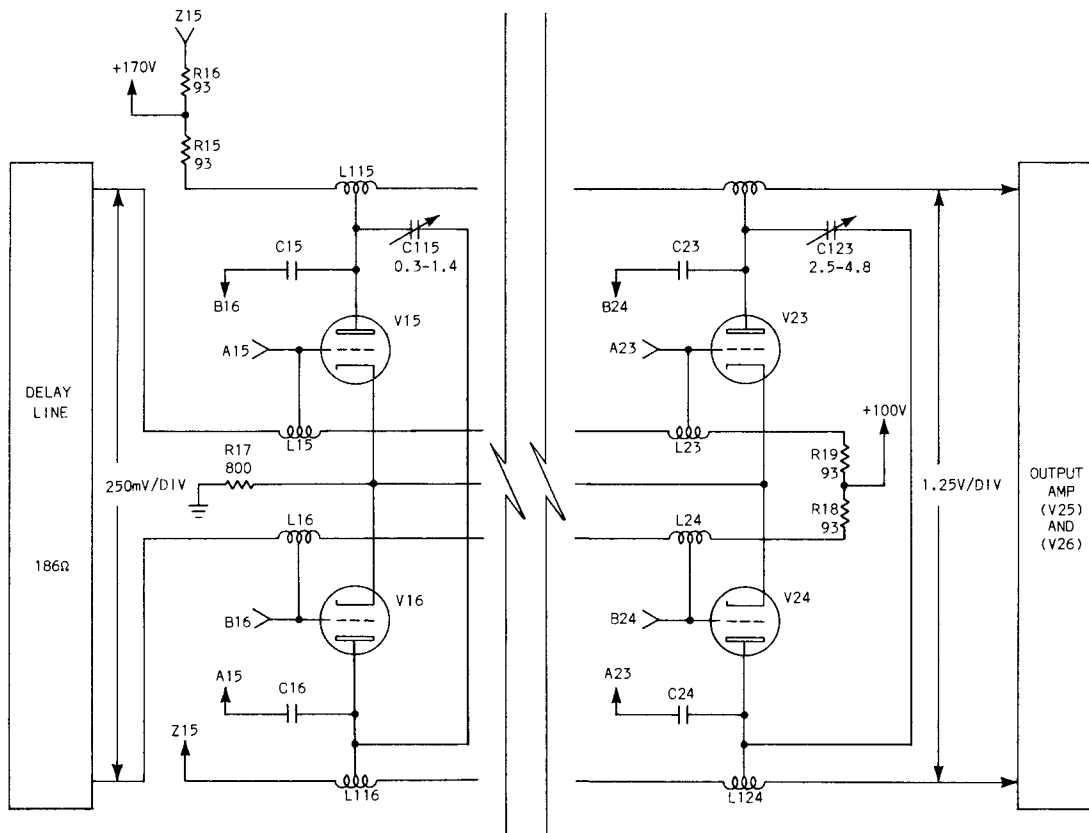 Z15
+170V
R16
93
R15
93
L115
C15
C115
0.3-1.4
B16
V15
A15
C23
C123
2.5-4.8
B24
V23
A23
DELAY
LINE
L15
R17
800
250mV/DIV
L23
+100V
R19
93
R18
93
1.25V/DIV
OUTPUT
AMP
(V25)
AND
(V26)
L16
L24
186Ω
V16
B16
V24
B24
A15
C16
A23
C24
Z15
L116
L124